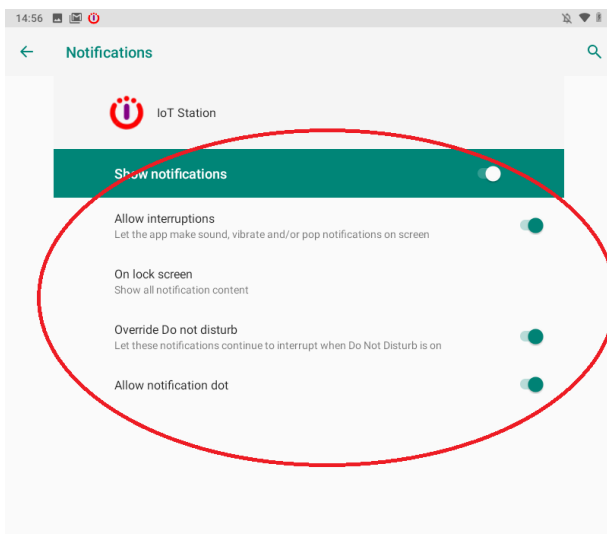 14:56
Notifications
IoT Station
Show notifications
Allow interruptions
Let the app make sound, vibrate and/or pop notifications on screen
On lock screen
Show all notification content
Override Do not disturb
Let these notifications continue to interrupt when Do Not Disturb is on
Allow notification dot